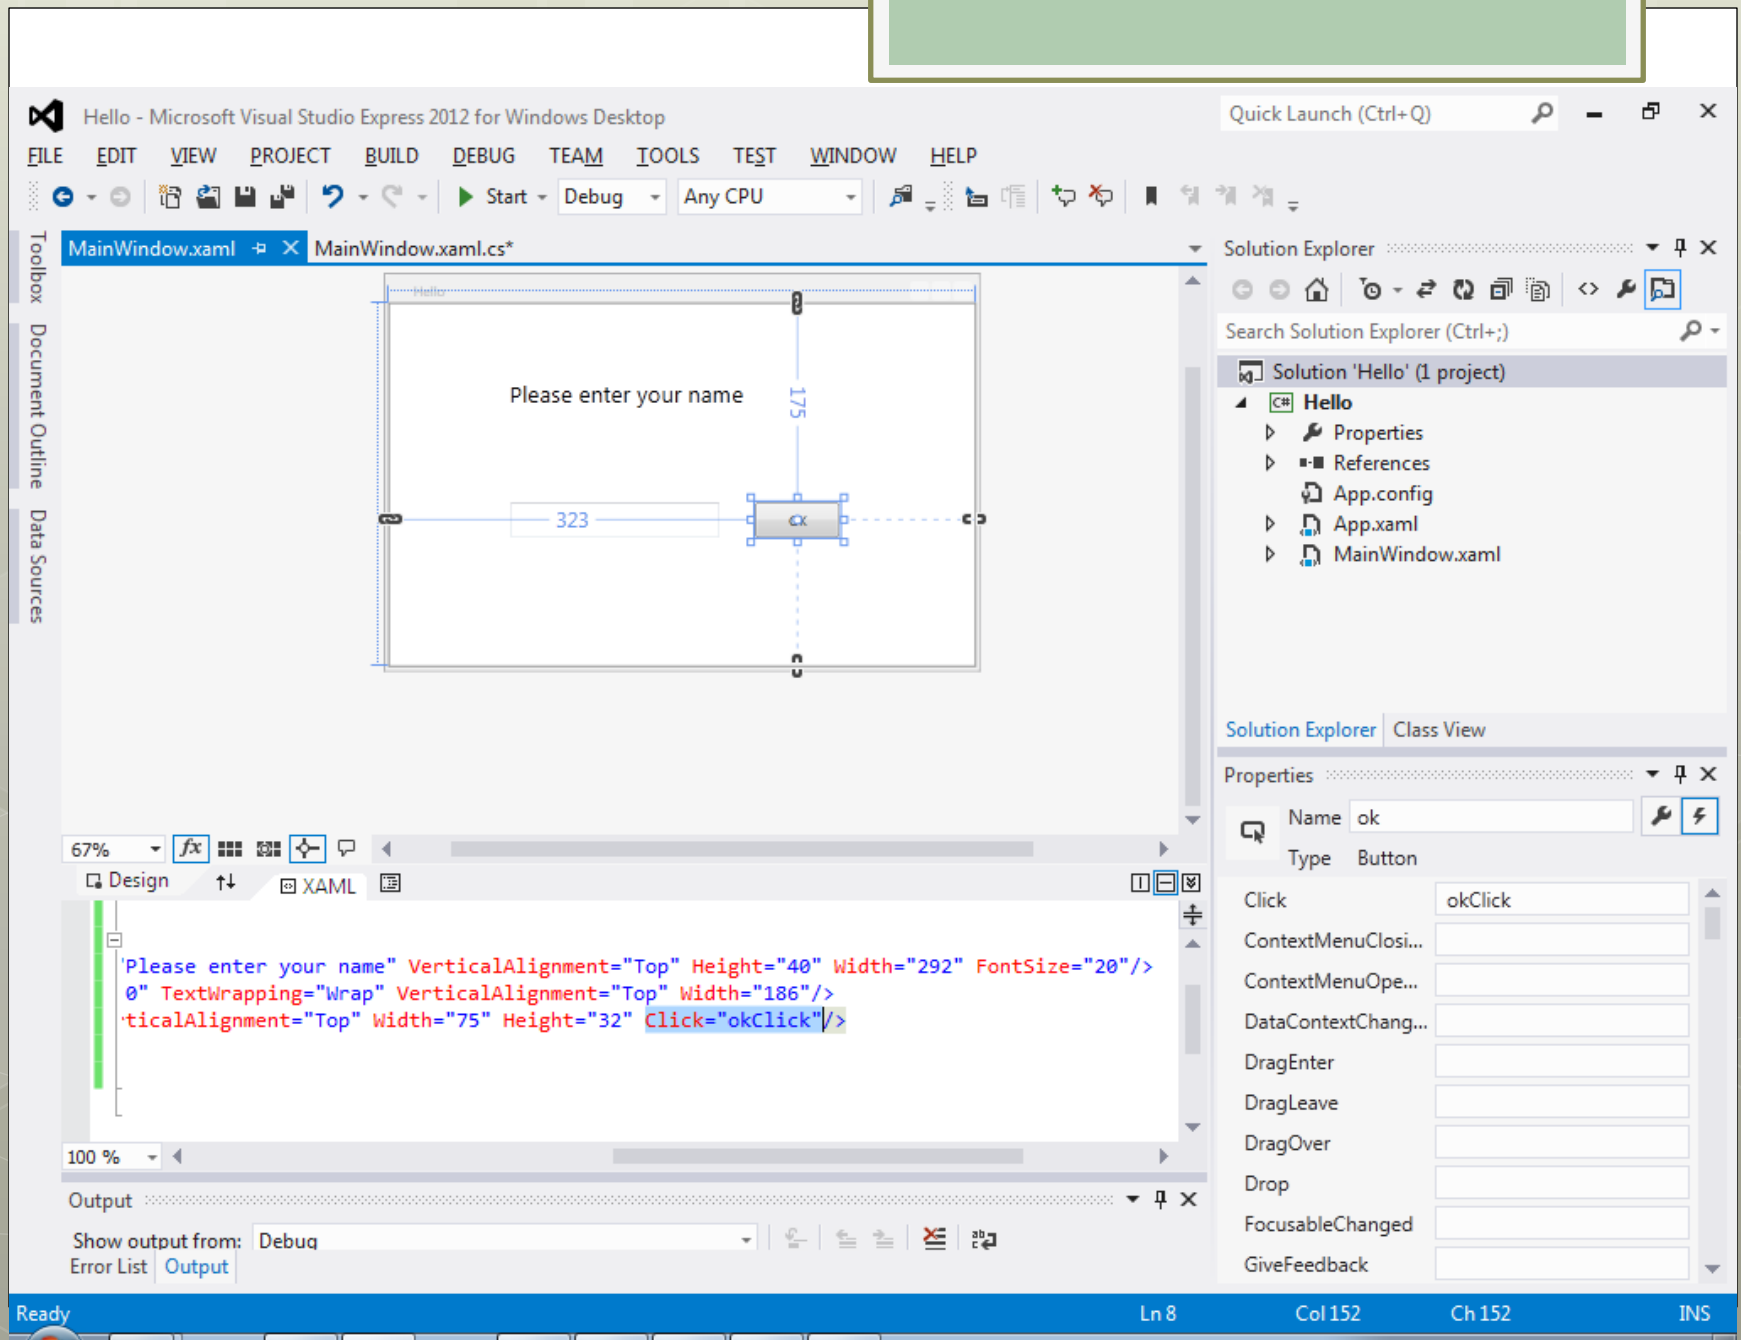 Hello - Microsoft Visual Studio Express 2012 for Windows Desktop
Quick Launch (Ctrl+Q)
FILE EDIT VIEW PROJECT BUILD DEBUG TEAM TOOLS TEST WINDOW HELP
Start Debug Any CPU
Toolbox
Document Outline
Data Sources
MainWindow.xaml MainWindow.xaml.cs*
Hello
Please enter your name
175
323
67%
Design XAML
'Please enter your name" VerticalAlignment="Top" Height="40" Width="292" FontSize="20"/>
0" TextWrapping="Wrap" VerticalAlignment="Top" Width="186"/>
ticalAlignment="Top" Width="75" Height="32" Click="okClick"/>
100 %
Output
Show output from: Debug
Error List Output
Solution Explorer
Search Solution Explorer (Ctrl+;)
Solution 'Hello' (1 project)
C# Hello
Properties
References
App.config
App.xaml
MainWindow.xaml
Solution Explorer Class View
Properties
Name ok
Type Button
Click okClick
ContextMenuClosi...
ContextMenuOpe...
DataContextChang...
DragEnter
DragLeave
DragOver
Drop
FocusableChanged
GiveFeedback
Ready Ln 8 Col 152 Ch 152 INS